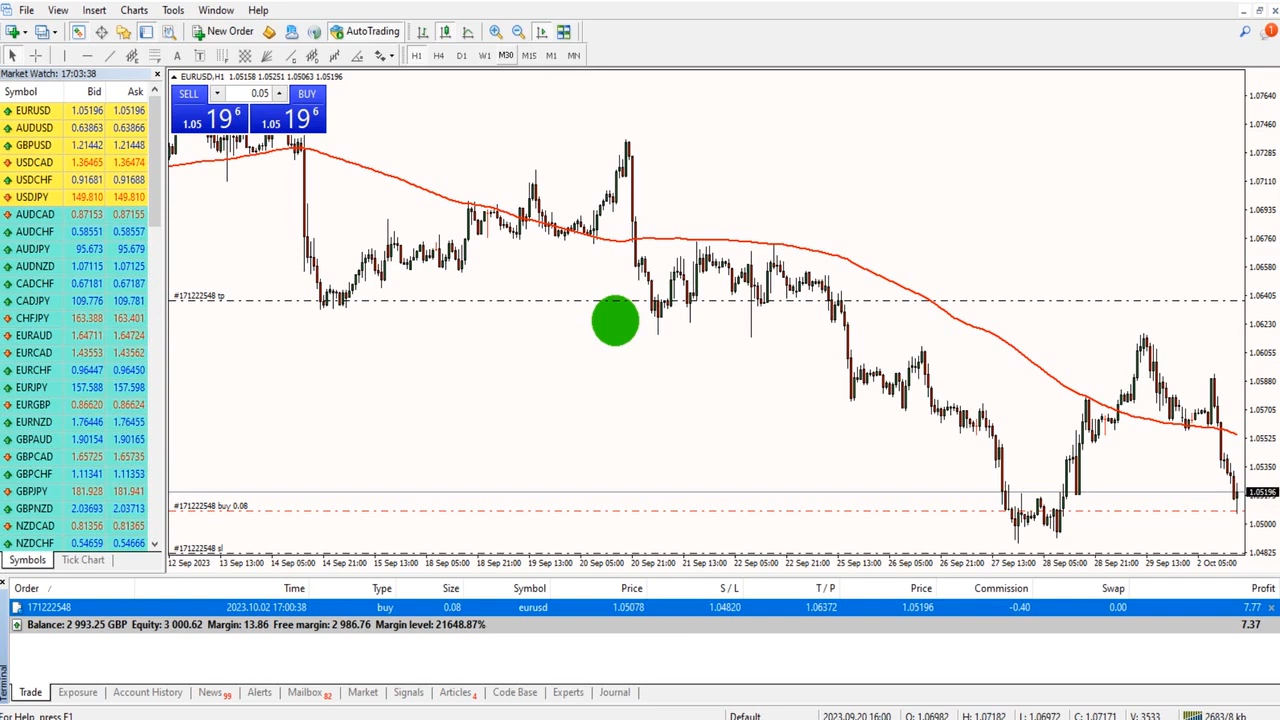 File View Insert Charts Tools Window Help
New Order AutoTrading 1
A T H1 H4 D1 W1 M30 M15 M1 MN
Market Watch: 17:03:38
Symbol Bid Ask
EURUSD 1.05196 1.05196
AUDUSD 0.63863 0.63866
GBPUSD 1.21442 1.21448
USDCAD 1.36465 1.36474
USDCHF 0.91681 0.91688
USDJPY 149.810 149.810
AUDCAD 0.87153 0.87155
AUDCHF 0.58551 0.58557
AUDJPY 95.673 95.679
AUDNZD 1.07115 1.07125
CADCHF 0.67181 0.67187
CADJPY 109.776 109.781
CHFJPY 163.388 163.401
EURAUD 1.64711 1.64724
EURCAD 1.43553 1.43562
EURCHF 0.96447 0.96450
EURJPY 157.588 157.598
EURGBP 0.86620 0.86624
EURNZD 1.76446 1.76455
GBPAUD 1.90154 1.90165
GBPCAD 1.65725 1.65735
GBPCHF 1.11341 1.11353
GBPJPY 181.928 181.941
GBPNZD 2.03693 2.03713
NZDCAD 0.81356 0.81365
NZDCHF 0.54659 0.54666
Symbols Tick Chart
EURUSD,H1 1.05158 1.05251 1.05063 1.05196
SELL 0.05 BUY
1.05 19 6 1.05 19 6
#171222548 tp
#171222548 buy 0.08
#171222548 sl
1.07640
1.07460
1.07285
1.07110
1.06935
1.06760
1.06580
1.06405
1.06230
1.06055
1.05880
1.05705
1.05525
1.05350
1.05196
1.05000
1.04825
12 Sep 2023 13 Sep 13:00 14 Sep 05:00 14 Sep 21:00 15 Sep 13:00 18 Sep 05:00 18 Sep 21:00 19 Sep 13:00 20 Sep 05:00 20 Sep 21:00 21 Sep 13:00 22 Sep 05:00 22 Sep 21:00 25 Sep 13:00 26 Sep 05:00 26 Sep 21:00 27 Sep 13:00 28 Sep 05:00 28 Sep 21:00 29 Sep 13:00 2 Oct 05:00
Order / Time Type Size Symbol Price S / L T / P Price Commission Swap Profit
171222548 2023.10.02 17:00:38 buy 0.08 eurusd 1.05078 1.04820 1.06372 1.05196 -0.40 0.00 7.77
Balance: 2 993.25 GBP Equity: 3 000.62 Margin: 13.86 Free margin: 2 986.76 Margin level: 21648.87% 7.37
Terminal
Trade Exposure Account History News 99 Alerts Mailbox 82 Market Signals Articles 4 Code Base Experts Journal
For Help, press F1 Default 2023.09.20 16:00 O: 1.06982 H: 1.07182 L: 1.06972 C: 1.07171 V: 3533 2683/8 kb